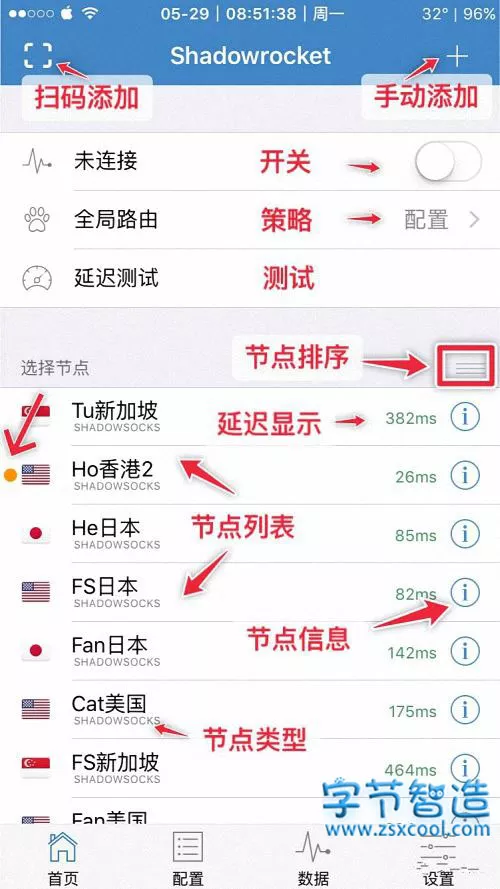 05-29 | 08:51:38 | 周一
32° | 96%
Shadowrocket
扫码添加
手动添加
未连接
开关
全局路由
策略
配置
延迟测试
测试
选择节点
节点排序
Tu新加坡
SHADOWSOCKS
延迟显示
382ms
Ho香港2
SHADOWSOCKS
26ms
节点列表
He日本
SHADOWSOCKS
85ms
FS日本
SHADOWSOCKS
82ms
节点信息
Fan日本
SHADOWSOCKS
142ms
Cat美国
SHADOWSOCKS
175ms
节点类型
FS新加坡
SHADOWSOCKS
464ms
字节智造
www.zsxcool.com
Fan美国
首页
配置
数据
设置